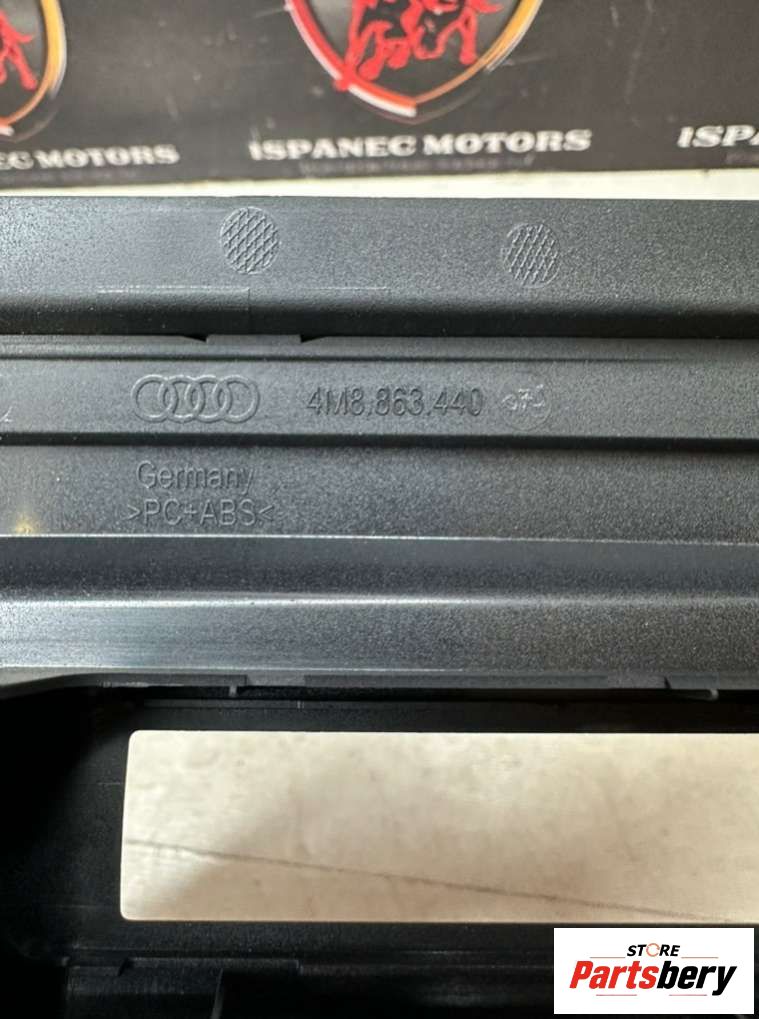 EC MOTORS
ISPANEC MOTORS
ISPA
4M8.863.440
Germany
>PC+ABS<
STORE
Partsbery